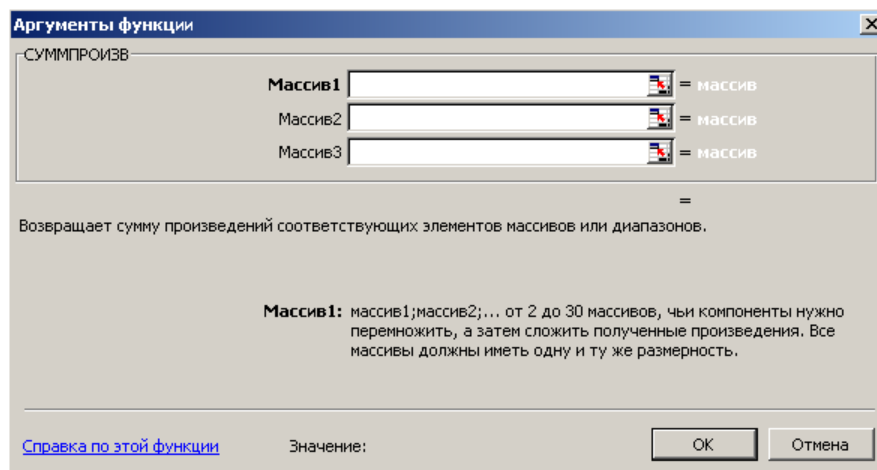 Аргументы функции
СУММПРОИЗВ
Массив1 = массив
Массив2 = массив
Массив3 = массив
=
Возвращает сумму произведений соответствующих элементов массивов или диапазонов.
Массив1: массив1;массив2;... от 2 до 30 массивов, чьи компоненты нужно
перемножить, а затем сложить полученные произведения. Все
массивы должны иметь одну и ту же размерность.
Справка по этой функции Значение: ОК Отмена